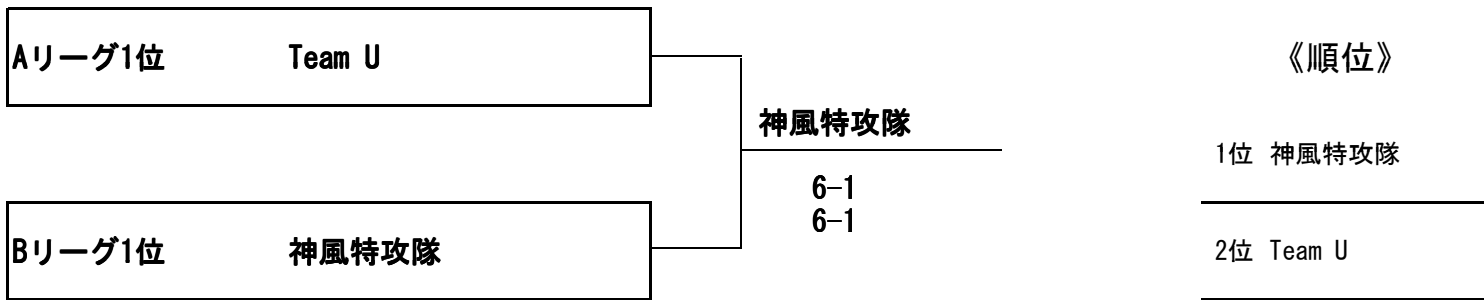 Aリーグ1位 Team U
《順位》
神風特攻隊
1位 神風特攻隊
6-1
6-1
Bリーグ1位 神風特攻隊
2位 Team U